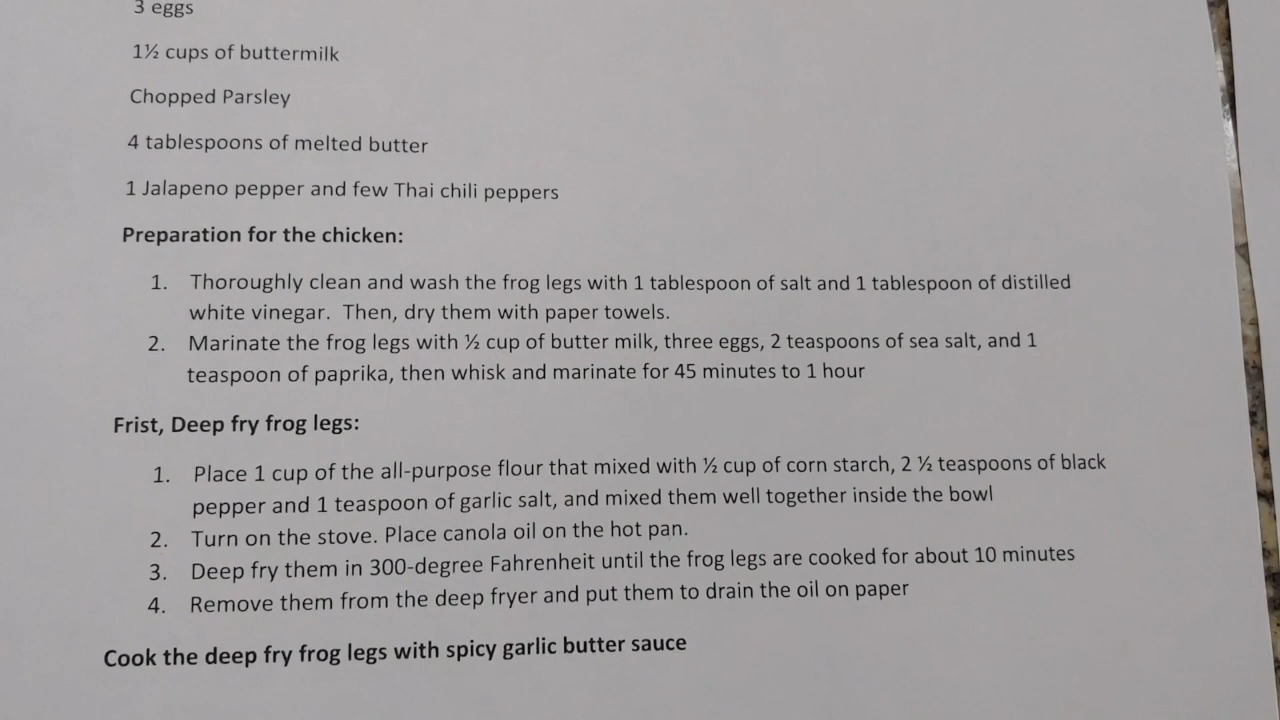 3 eggs
1½ cups of buttermilk
Chopped Parsley
4 tablespoons of melted butter
1 Jalapeno pepper and few Thai chili peppers
Preparation for the chicken:
1. Thoroughly clean and wash the frog legs with 1 tablespoon of salt and 1 tablespoon of distilled
white vinegar. Then, dry them with paper towels.
2. Marinate the frog legs with ½ cup of butter milk, three eggs, 2 teaspoons of sea salt, and 1
teaspoon of paprika, then whisk and marinate for 45 minutes to 1 hour
Frist, Deep fry frog legs:
1. Place 1 cup of the all-purpose flour that mixed with ½ cup of corn starch, 2 ½ teaspoons of black
pepper and 1 teaspoon of garlic salt, and mixed them well together inside the bowl
2. Turn on the stove. Place canola oil on the hot pan.
3. Deep fry them in 300-degree Fahrenheit until the frog legs are cooked for about 10 minutes
4. Remove them from the deep fryer and put them to drain the oil on paper
Cook the deep fry frog legs with spicy garlic butter sauce